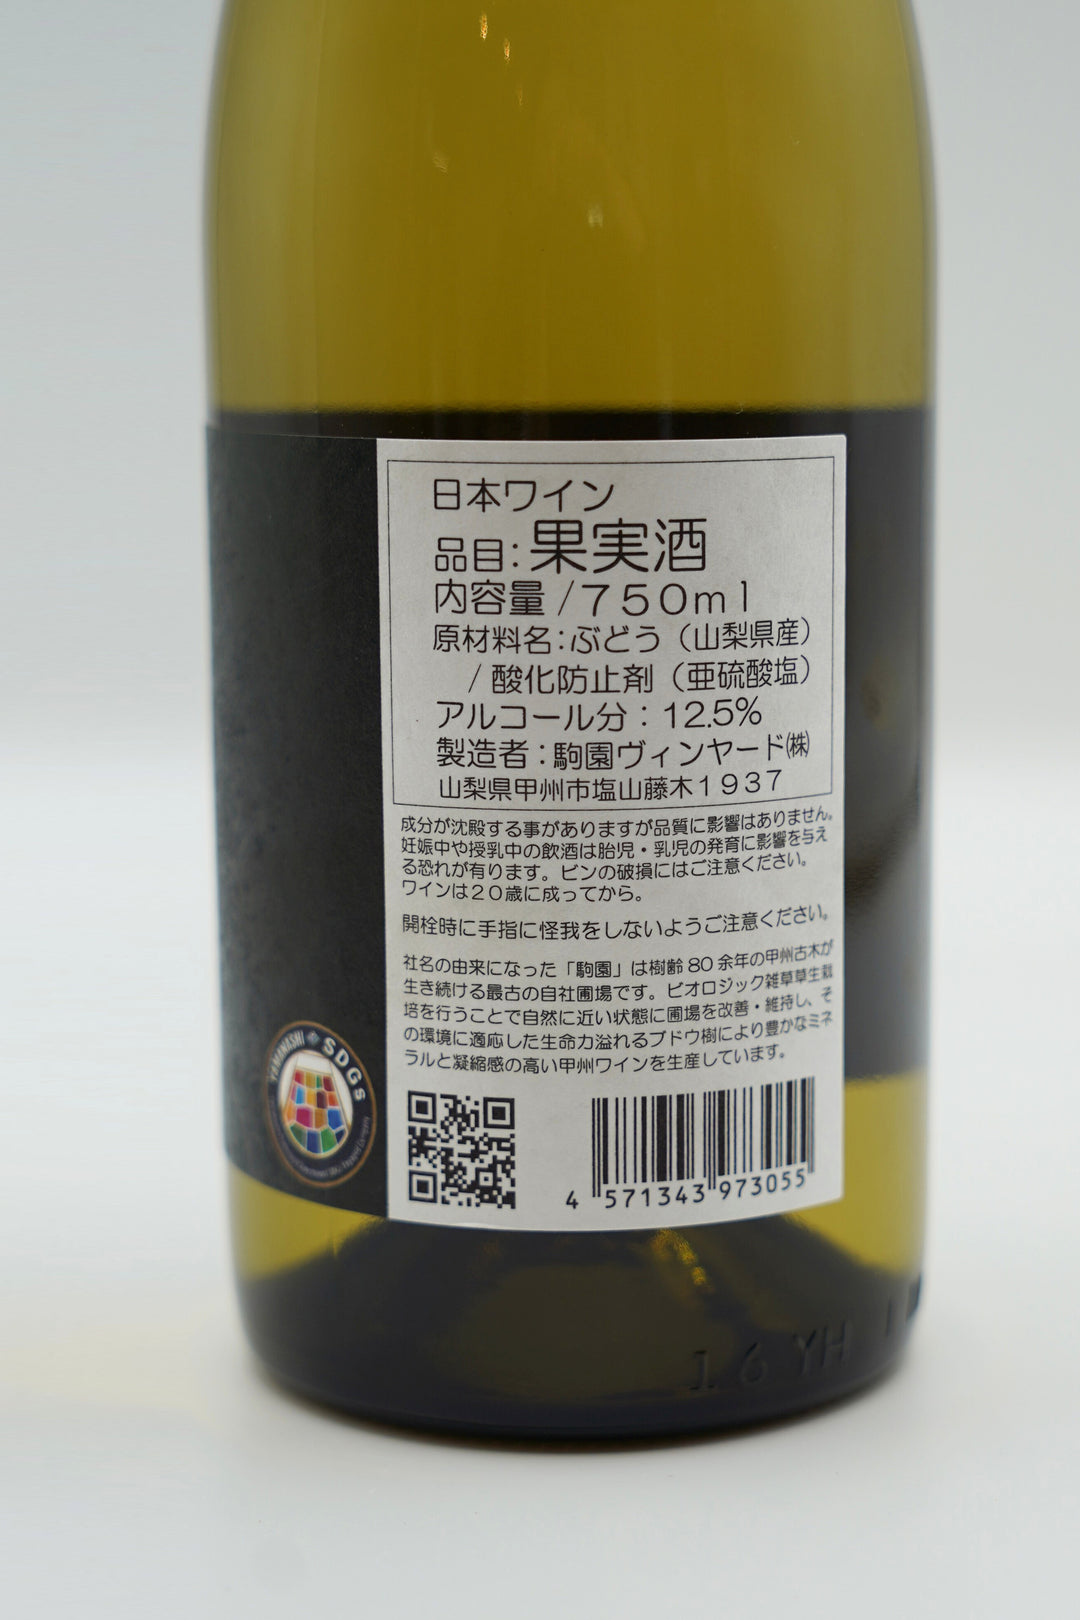 日本ワイン
品目:果実酒
内容量/750ml
原材料名:ぶどう(山梨県産)
/酸化防止剤(亜硫酸塩)
アルコール分:12.5%
製造者:駒園ヴィンヤード㈱
山梨県甲州市塩山藤木1937
成分が沈殿する事がありますが品質に影響はありません。
妊娠中や授乳中の飲酒は胎児・乳児の発育に影響を与え
る恐れが有ります。ビンの破損にはご注意ください。
ワインは20歳に成ってから。
開栓時に手指に怪我をしないようご注意ください。
社名の由来になった「駒園」は樹齢80余年の甲州古木が
生き続ける最古の自社圃場です。ビオロジック雑草草生栽
培を行うことで自然に近い状態に圃場を改善・維持し、そ
の環境に適応した生命力溢れるブドウ樹により豊かなミネ
ラルと凝縮感の高い甲州ワインを生産しています。
YAMANASHI SDGs
4 571343 973055
16 YH